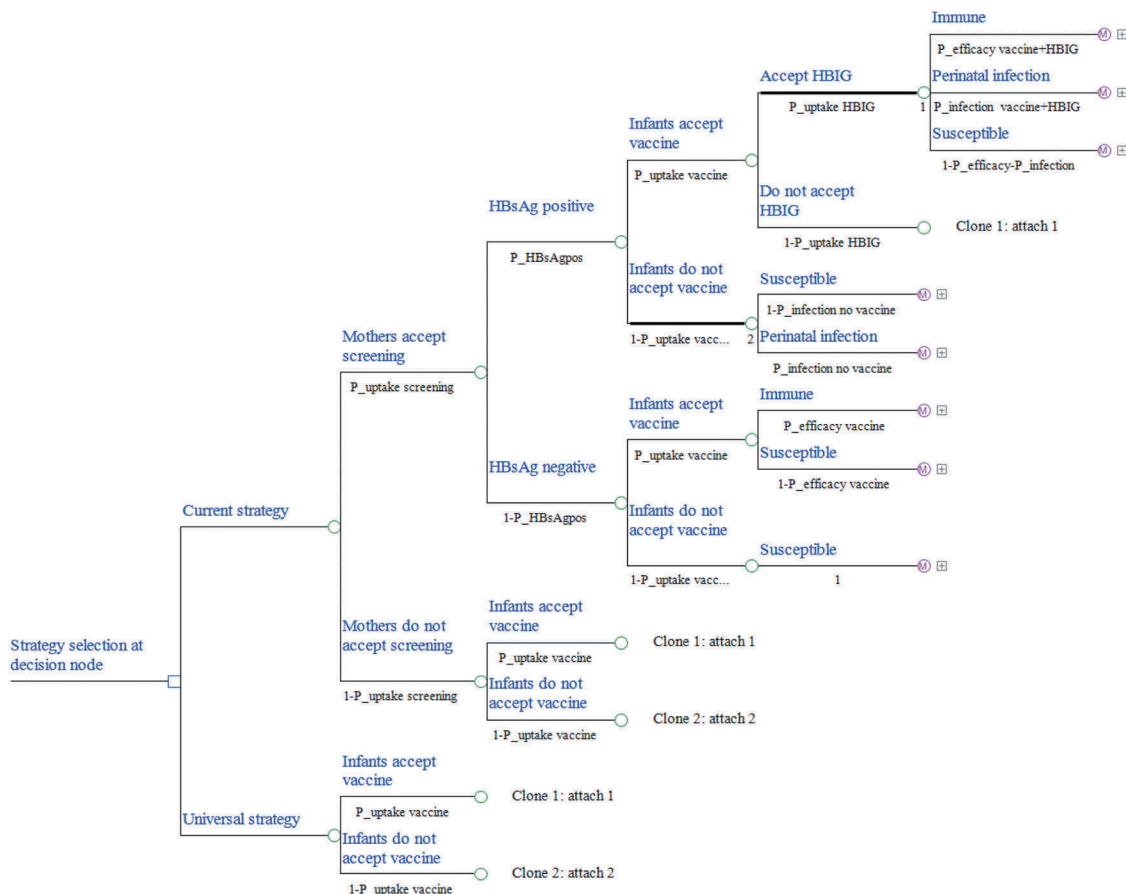 Immune
P_efficacy vaccine+HBIG
Accept HBIG
Perinatal infection
P_uptake HBIG
1
P_infection vaccine+HBIG
Infants accept
vaccine
Susceptible
1-P_efficacy-P_infection
P_uptake vaccine
Do not accept
HBIG
HBsAg positive
Clone 1: attach 1
1-P_uptake HBIG
P_HBsAgpos
Infants do not
accept vaccine
Susceptible
1-P_infection no vaccine
1-P_uptake vacc...
2
Perinatal infection
Mothers accept
screening
P_infection no vaccine
P_uptake screening
Immune
Infants accept
vaccine
P_efficacy vaccine
P_uptake vaccine
Susceptible
HBsAg negative
1-P_efficacy vaccine
1-P_HBsAgpos
Current strategy
Infants do not
accept vaccine
Susceptible
1-P_uptake vacc...
1
Infants accept
vaccine
Mothers do not
accept screening
Clone 1: attach 1
Strategy selection at
decision node
P_uptake vaccine
Infants do not
accept vaccine
1-P_uptake screening
Clone 2: attach 2
1-P_uptake vaccine
Infants accept
vaccine
Clone 1: attach 1
P_uptake vaccine
Universal strategy
Infants do not
accept vaccine
Clone 2: attach 2
1-P_uptake vaccine
M
M
M
M
M
M
M
M